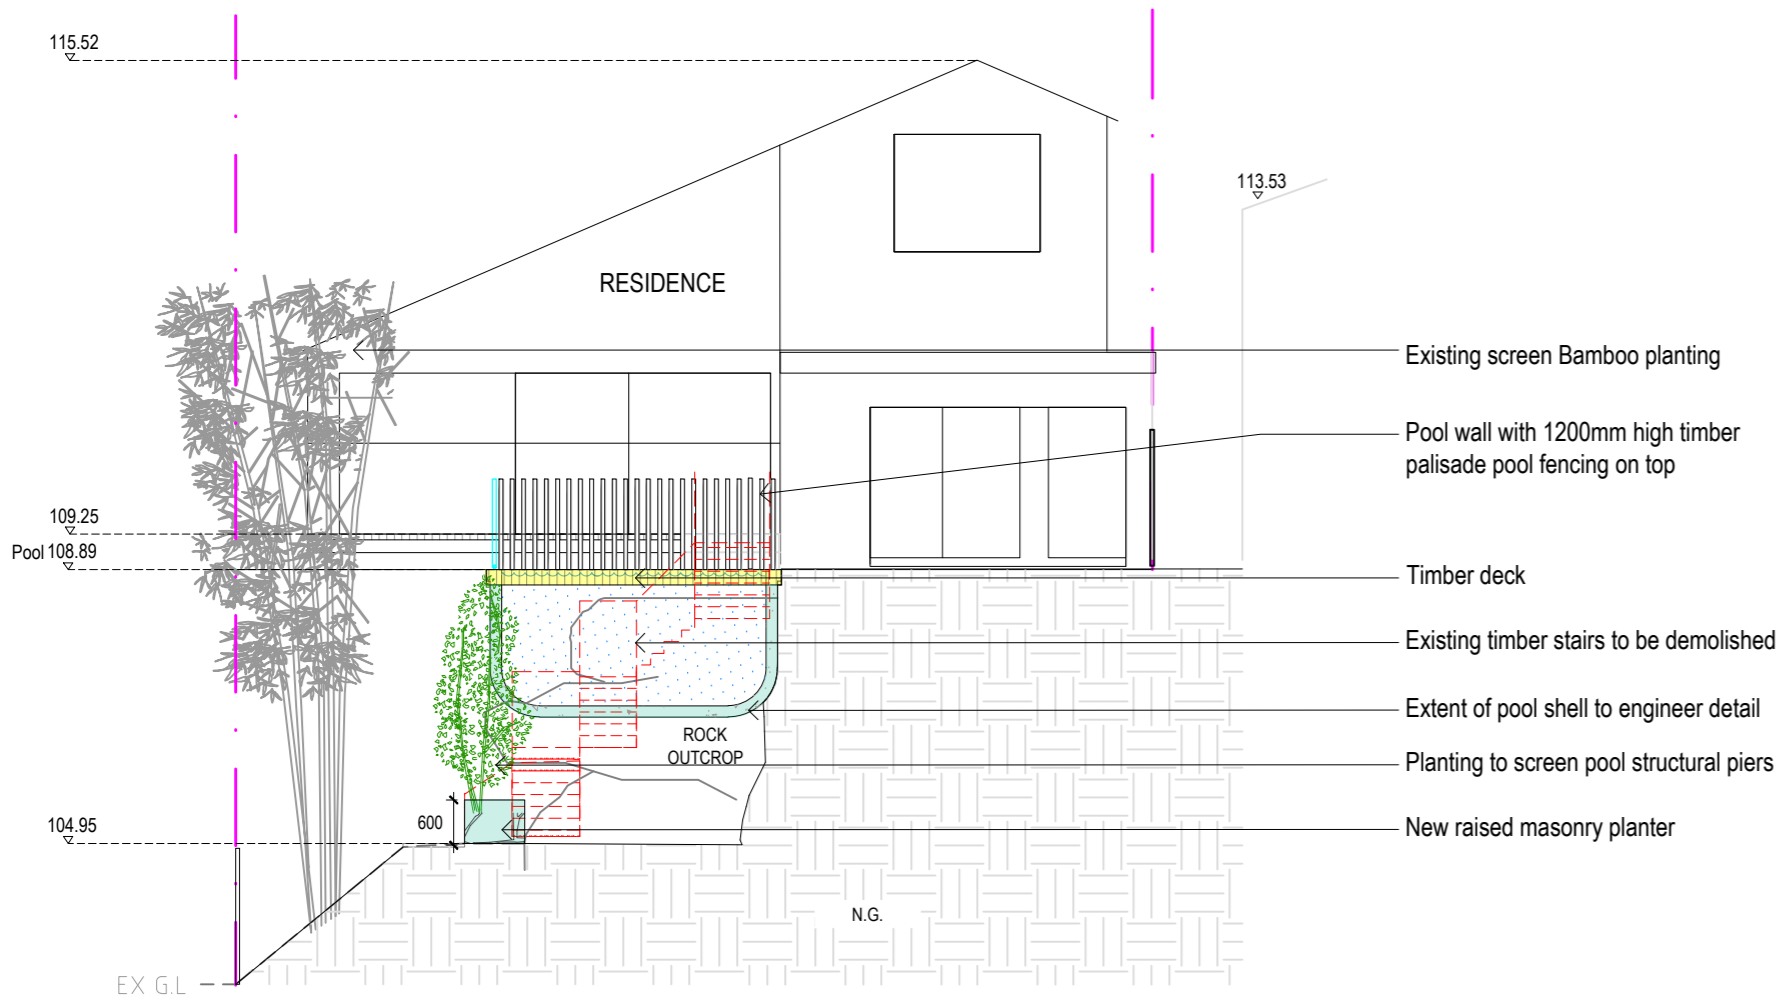 115.52
113.53
RESIDENCE
Existing screen Bamboo planting
Pool wall with 1200mm high timber
palisade pool fencing on top
109.25
Pool 108.89
Timber deck
Existing timber stairs to be demolished
Extent of pool shell to engineer detail
ROCK
OUTCROP
Planting to screen pool structural piers
600
104.95
New raised masonry planter
N.G.
EX G.L